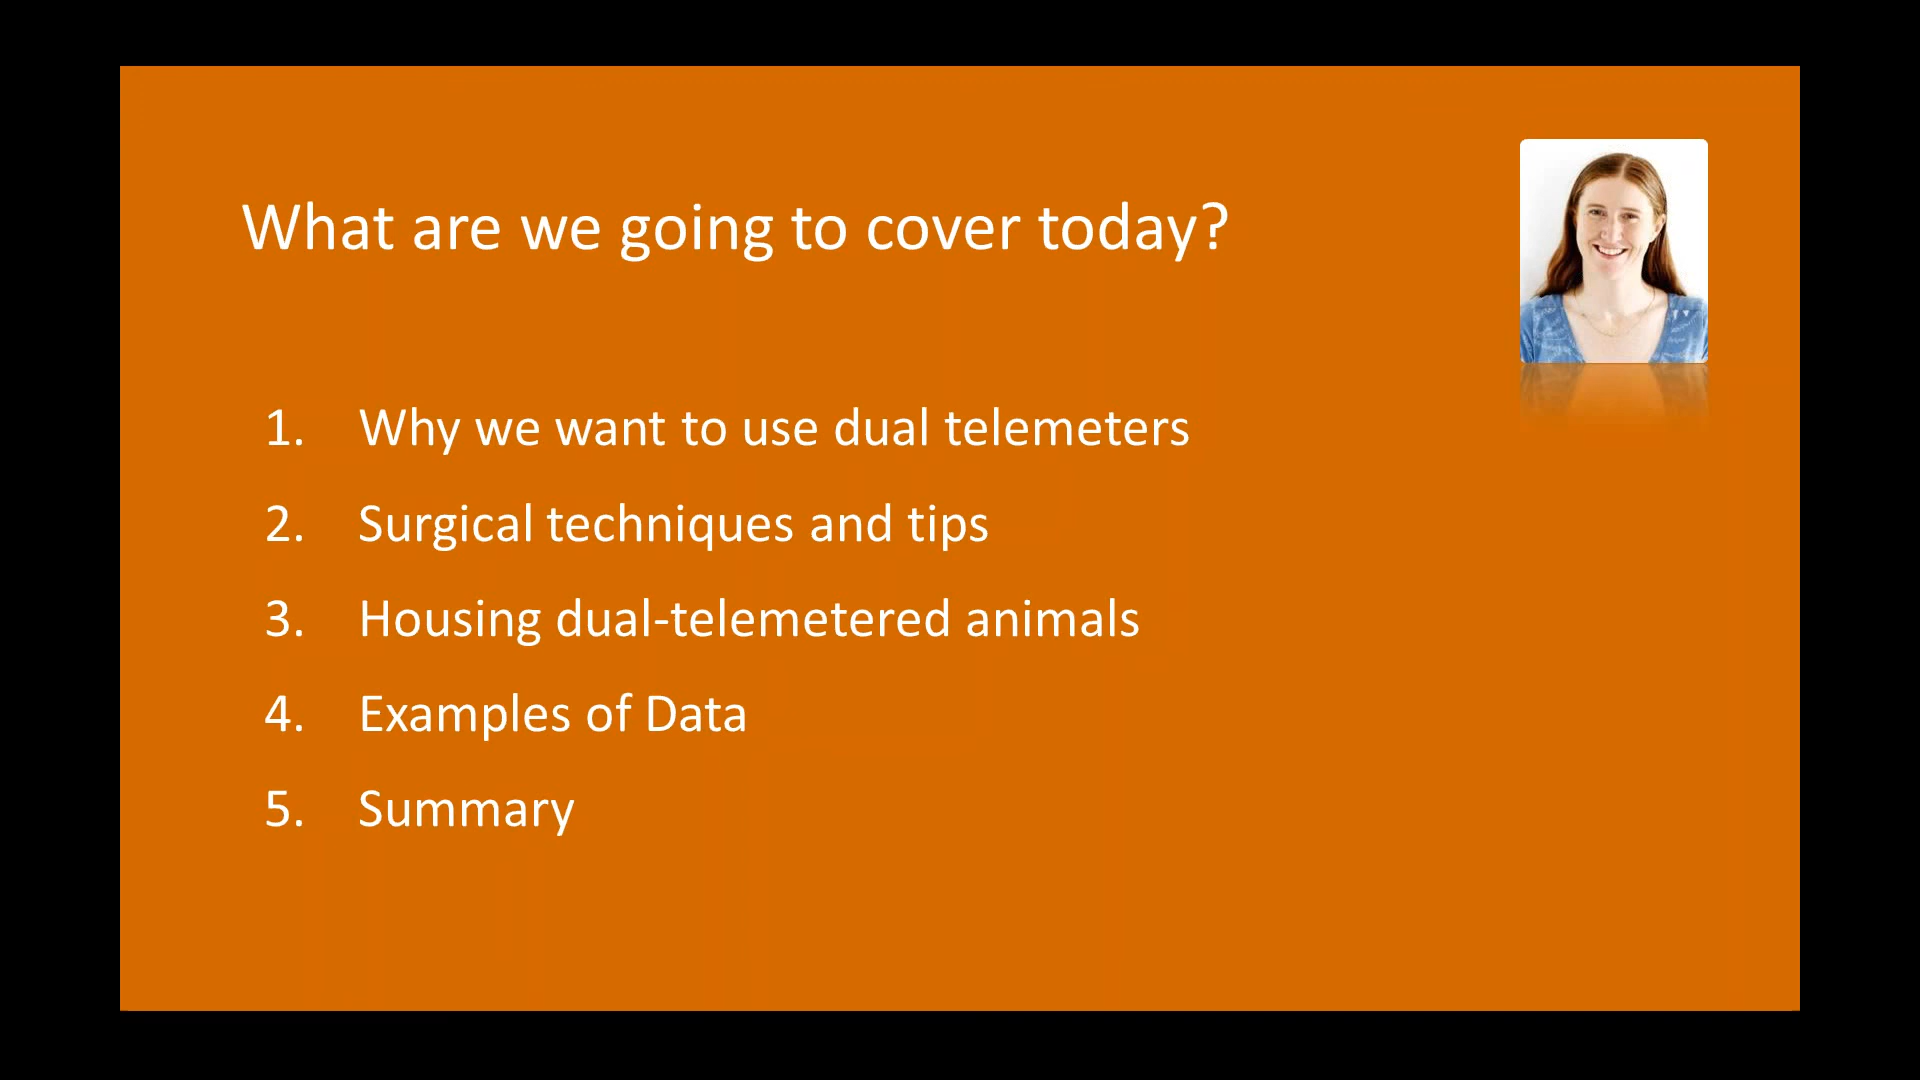 What are we going to cover today?
1. Why we want to use dual telemeters
2. Surgical techniques and tips
3. Housing dual-telemetered animals
4. Examples of Data
5. Summary